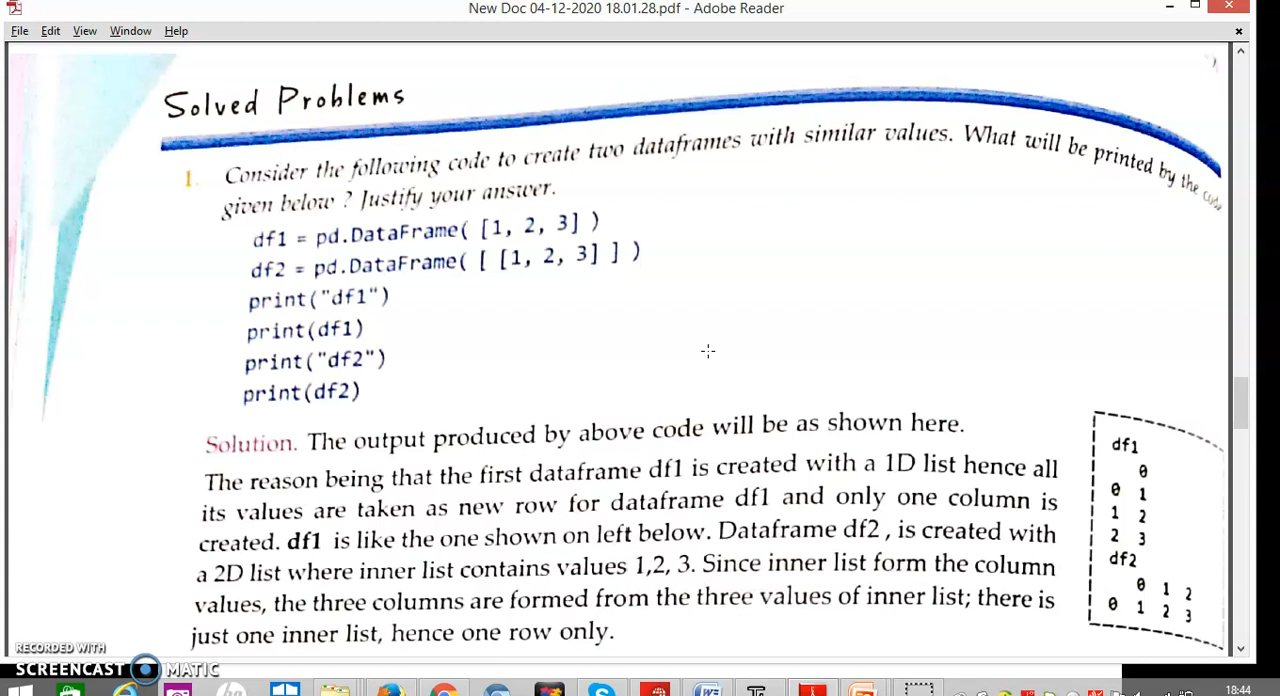 New Doc 04-12-2020 18.01.28.pdf - Adobe Reader
File Edit View Window Help
Solved Problems
1. Consider the following code to create two dataframes with similar values. What will be printed by the code
given below ? Justify your answer.
df1 = pd.DataFrame( [1, 2, 3] )
df2 = pd.DataFrame( [ [1, 2, 3] ] )
print("df1")
print(df1)
print("df2")
print(df2)
Solution. The output produced by above code will be as shown here.
The reason being that the first dataframe df1 is created with a 1D list hence all
its values are taken as new row for dataframe df1 and only one column is
created. df1 is like the one shown on left below. Dataframe df2 , is created with
a 2D list where inner list contains values 1,2, 3. Since inner list form the column
values, the three columns are formed from the three values of inner list; there is
just one inner list, hence one row only.
df1
0
0 1
1 2
2 3
df2
0 1 2
0 1 2 3
RECORDED WITH
SCREENCAST MATIC
18:44